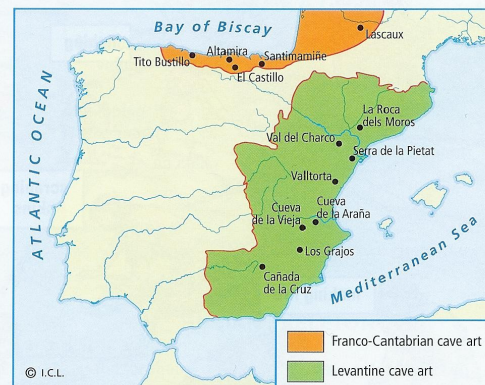 Bay of Biscay
Lascaux
Altamira
Santimamiñe
Tito Bustillo
El Castillo
ATLANTIC OCEAN
La Roca
dels Moros
Val del Charco
Serra de la Pietat
Valltorta
Cueva
de la Vieja
Cueva
de la Araña
Los Grajos
Cañada
de la Cruz
Mediterranean Sea
Franco-Cantabrian cave art
Levantine cave art
© I.C.L.